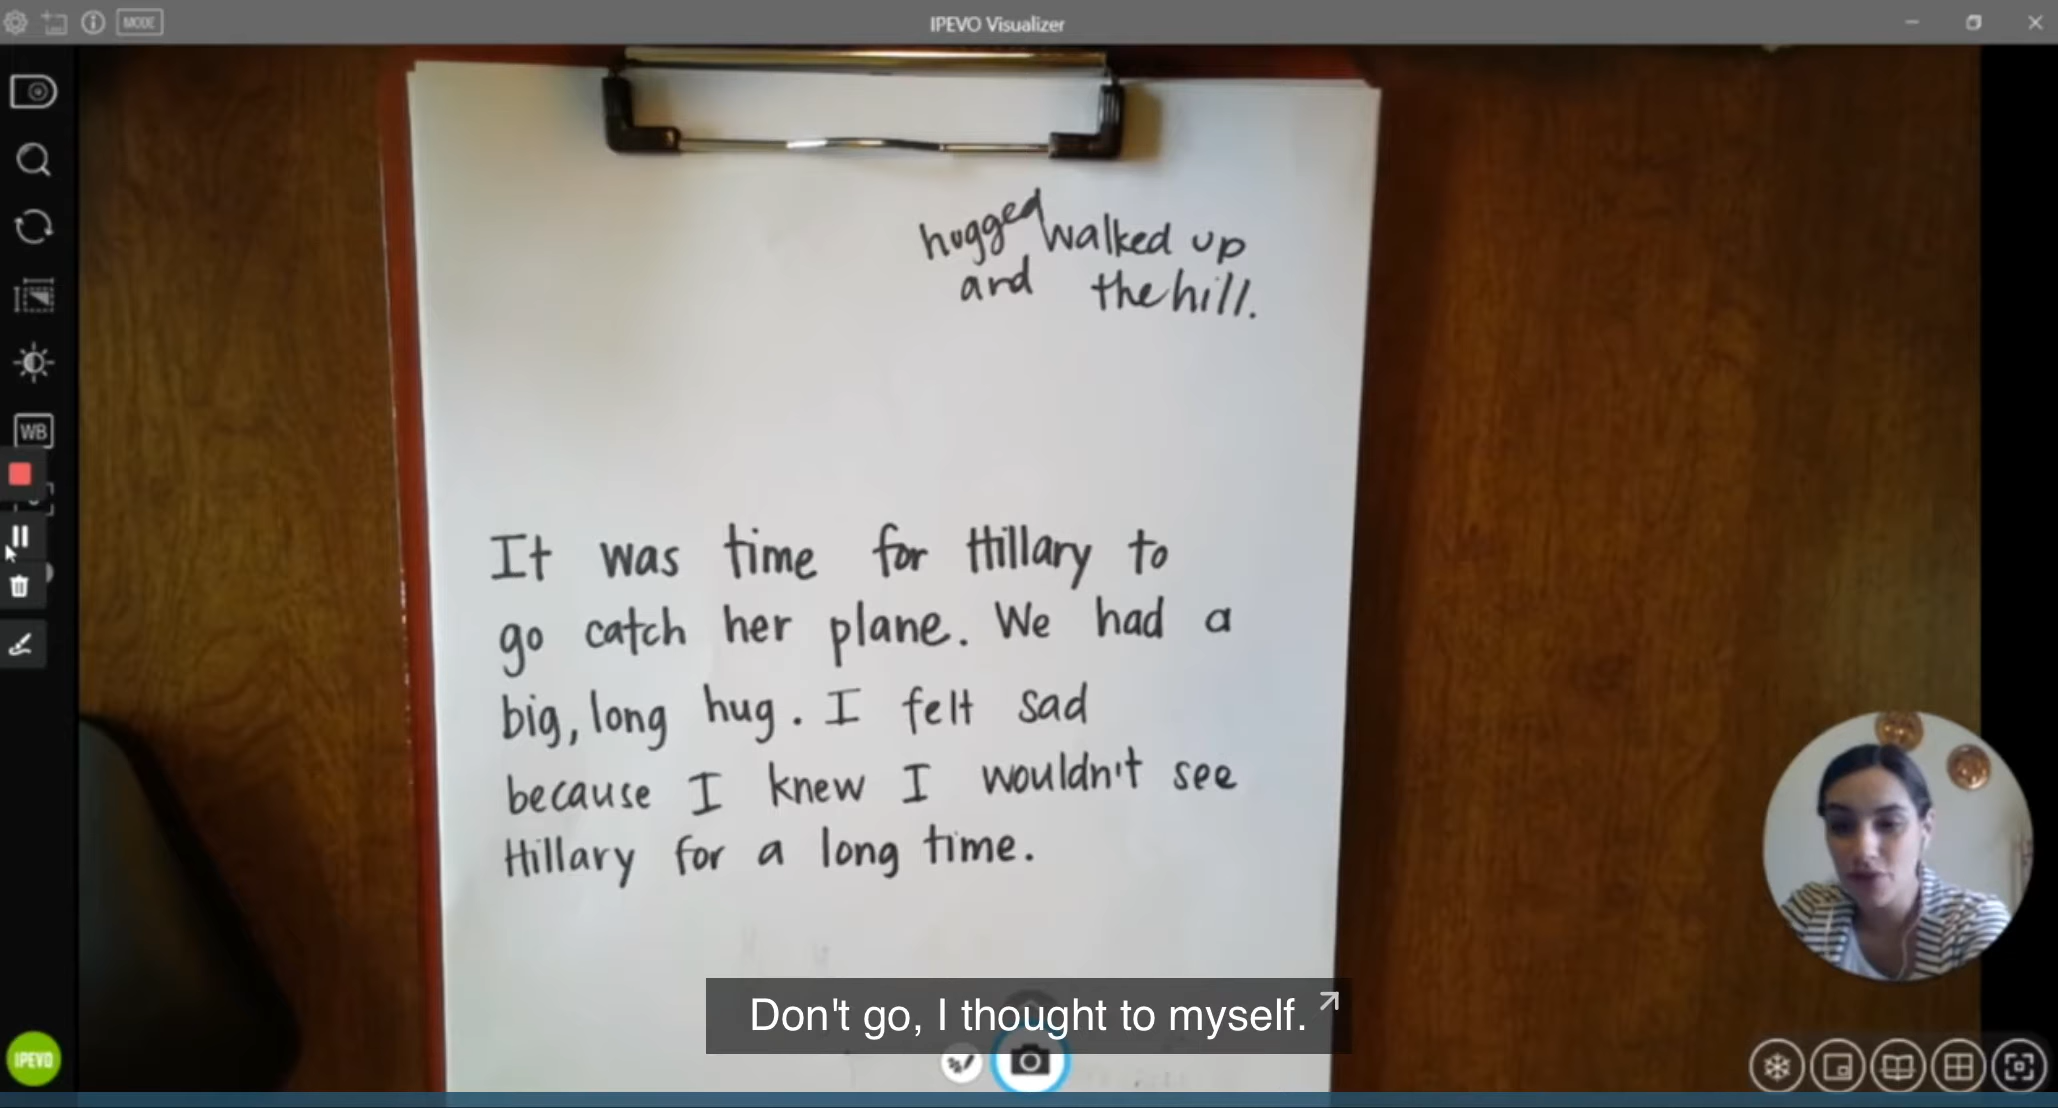 MODE
IPEVO Visualizer
hugged walked up
and the hill.
WB
It was time for Hillary to
go catch her plane. We had a
big, long hug. I felt sad
because I knew I wouldn't see
Hillary for a long time.
Don't go, I thought to myself.
IPEVO